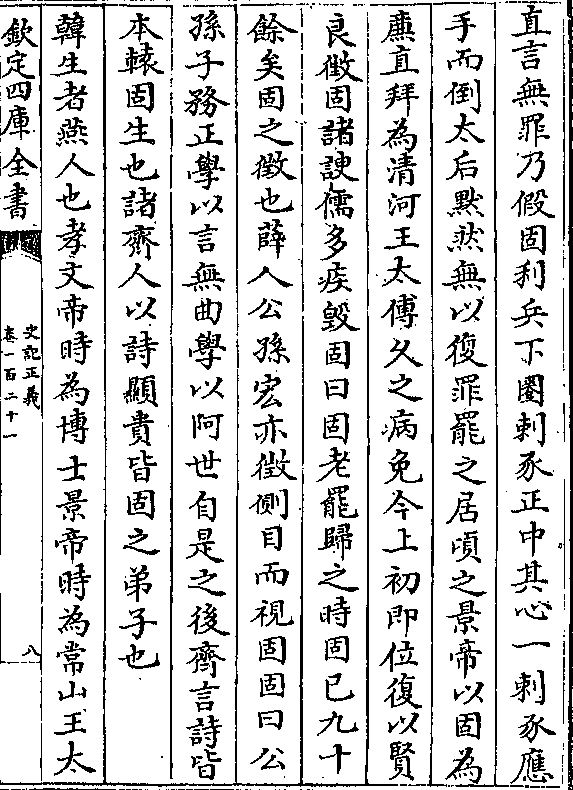 直言無罪乃假固利兵下圈刺豕正中其心一刺豕應
手而倒太后黙然無以復罪罷之居頃之景帝以固為
廉直拜為清河王太傅久之病免今上初即位復以賢
良徴固諸諛儒多疾毁固曰固老罷歸之時固已九十
餘矣固之徴也薛人公孫宏亦徴側目而視固固曰公
孫子務正學以言無曲學以阿世自是之後齊言詩皆
本轅固生也諸齊人以詩顯貴皆固之弟子也
韓生者燕人也孝文帝時為博士景帝時為常山王太
欽定四庫全書
史記正義
卷一百二十一
八